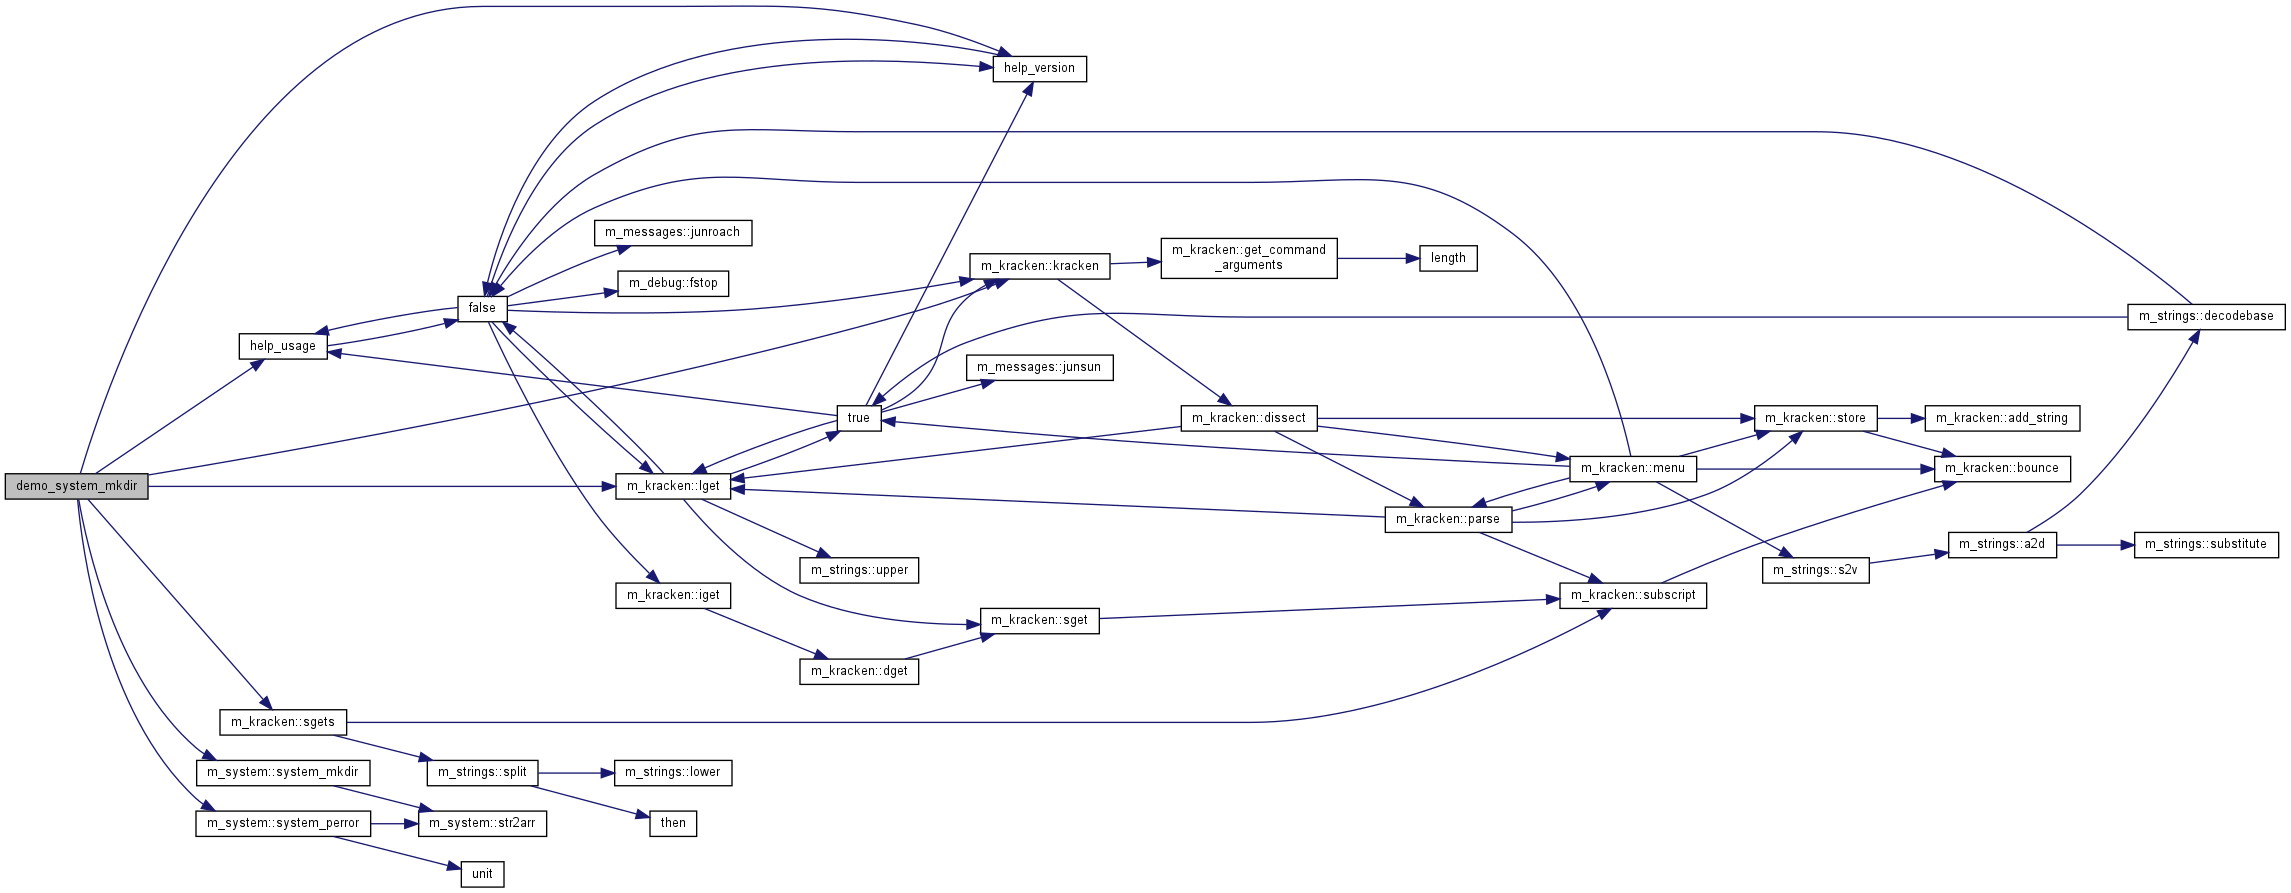 help_version
m_messages::junroach
m_kracken::get_command
_arguments
length
m_kracken::kracken
m_debug::fstop
false
m_strings::decodebase
help_usage
m_messages::junsun
true
m_kracken::dissect
m_kracken::store
m_kracken::add_string
m_kracken::menu
m_kracken::bounce
demo_system_mkdir
m_kracken::lget
m_kracken::parse
m_strings::a2d
m_strings::substitute
m_strings::upper
m_strings::s2v
m_kracken::iget
m_kracken::subscript
m_kracken::sget
m_kracken::dget
m_kracken::sgets
m_system::system_mkdir
m_strings::split
m_strings::lower
m_system::system_perror
m_system::str2arr
then
unit